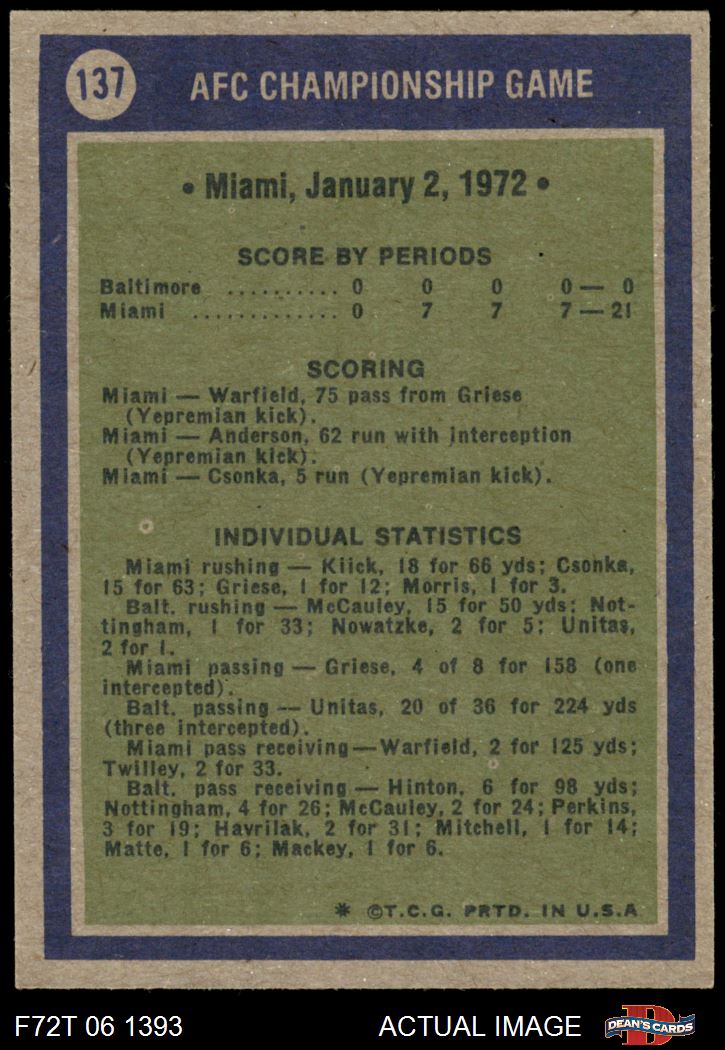 137
AFC CHAMPIONSHIP GAME
• Miami, January 2, 1972 •
SCORE BY PERIODS
Baltimore .......... 0 0 0 0 — 0
Miami ............. 0 7 7 7 — 21
SCORING
Miami — Warfield, 75 pass from Griese
(Yepremian kick).
Miami — Anderson, 62 run with interception
(Yepremian kick).
Miami — Csonka, 5 run (Yepremian kick).
INDIVIDUAL STATISTICS
Miami rushing — Kiick, 18 for 66 yds; Csonka,
15 for 63; Griese, 1 for 12; Morris, 1 for 3.
Balt. rushing — McCauley, 15 for 50 yds; Not-
tingham, 1 for 33; Nowatzke, 2 for 5; Unitas,
2 for 1.
Miami passing — Griese, 4 of 8 for 158 (one
intercepted).
Balt. passing — Unitas, 20 of 36 for 224 yds
(three intercepted).
Miami pass receiving — Warfield, 2 for 125 yds;
Twilley, 2 for 33.
Balt. pass receiving — Hinton, 6 for 98 yds;
Nottingham, 4 for 26; McCauley, 2 for 24; Perkins,
3 for 19; Havrilak, 2 for 31; Mitchell, 1 for 14;
Matte, 1 for 6; Mackey, 1 for 6.
* ©T.C.G. PRTD. IN U.S.A
F72T 06 1393
ACTUAL IMAGE
D
DEAN'S CARDS